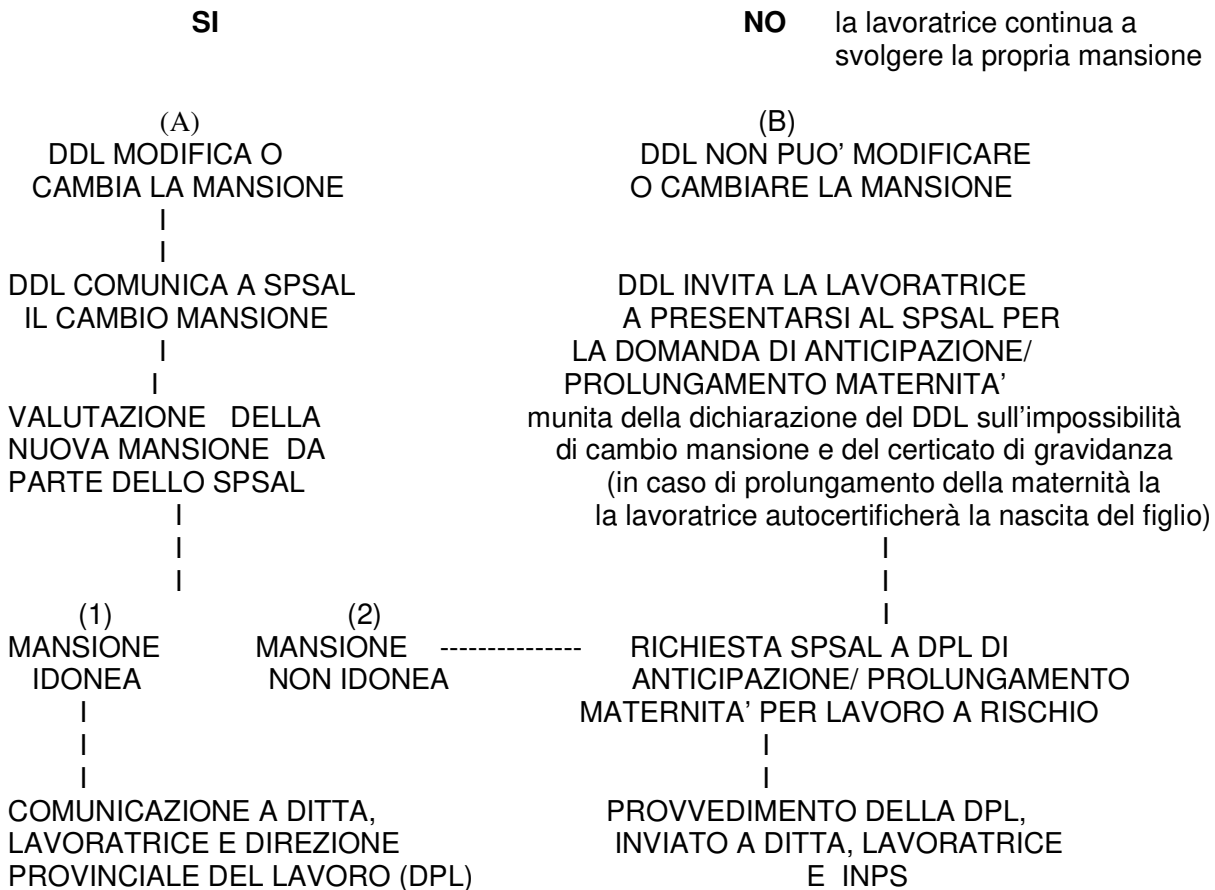 SI NO la lavoratrice continua a
svolgere la propria mansione
(A) (B)
DDL MODIFICA O DDL NON PUO' MODIFICARE
CAMBIA LA MANSIONE O CAMBIARE LA MANSIONE
I
I
DDL COMUNICA A SPSAL DDL INVITA LA LAVORATRICE
IL CAMBIO MANSIONE A PRESENTARSI AL SPSAL PER
I LA DOMANDA DI ANTICIPAZIONE/
I PROLUNGAMENTO MATERNITA'
VALUTAZIONE DELLA munita della dichiarazione del DDL sull'impossibilità
NUOVA MANSIONE DA di cambio mansione e del certicato di gravidanza
PARTE DELLO SPSAL (in caso di prolungamento della maternità la
I la lavoratrice autocertificherà la nascita del figlio)
I I
I I
(1) (2) I
MANSIONE MANSIONE --------------- RICHIESTA SPSAL A DPL DI
IDONEA NON IDONEA ANTICIPAZIONE/ PROLUNGAMENTO
I MATERNITA' PER LAVORO A RISCHIO
I I
I I
COMUNICAZIONE A DITTA, PROVVEDIMENTO DELLA DPL,
LAVORATRICE E DIREZIONE INVIATO A DITTA, LAVORATRICE
PROVINCIALE DEL LAVORO (DPL) E INPS